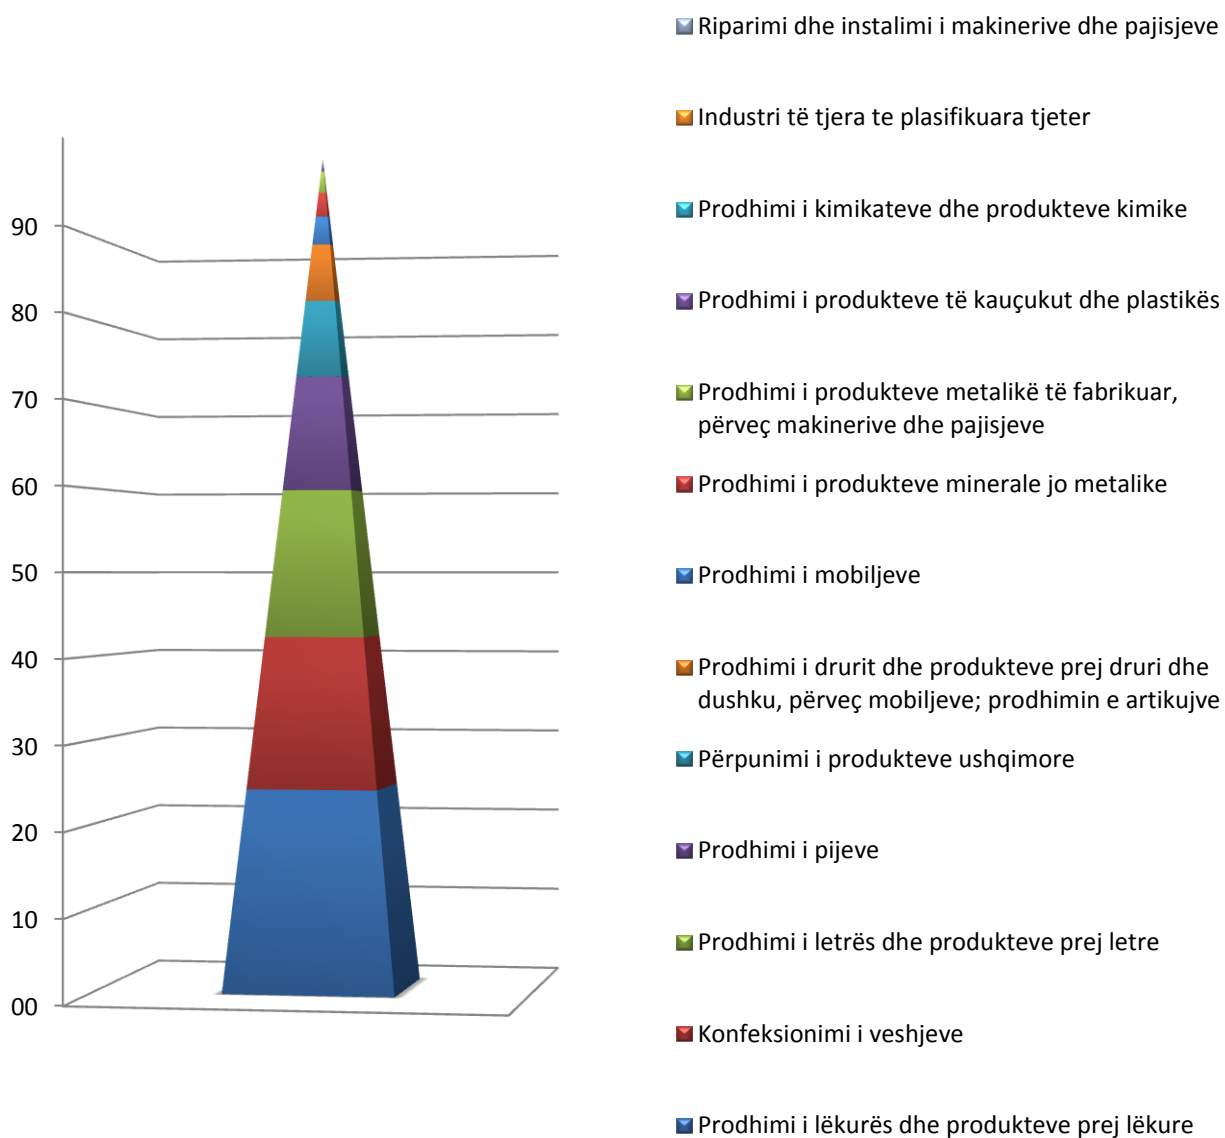 90
80
70
60
50
40
30
20
10
00
Riparimi dhe instalimi i makinerive dhe pajisjeve
Industri të tjera te plasifikuara tjeter
Prodhimi i kimikateve dhe produkteve kimike
Prodhimi i produkteve të kauçukut dhe plastikës
Prodhimi i produkteve metalikë të fabrikuar,
përveç makinerive dhe pajisjeve
Prodhimi i produkteve minerale jo metalike
Prodhimi i mobiljeve
Prodhimi i drurit dhe produkteve prej druri dhe
dushku, përveç mobiljeve; prodhimin e artikujve
Përpunimi i produkteve ushqimore
Prodhimi i pijeve
Prodhimi i letrës dhe produkteve prej letre
Konfeksionimi i veshjeve
Prodhimi i lëkurës dhe produkteve prej lëkure